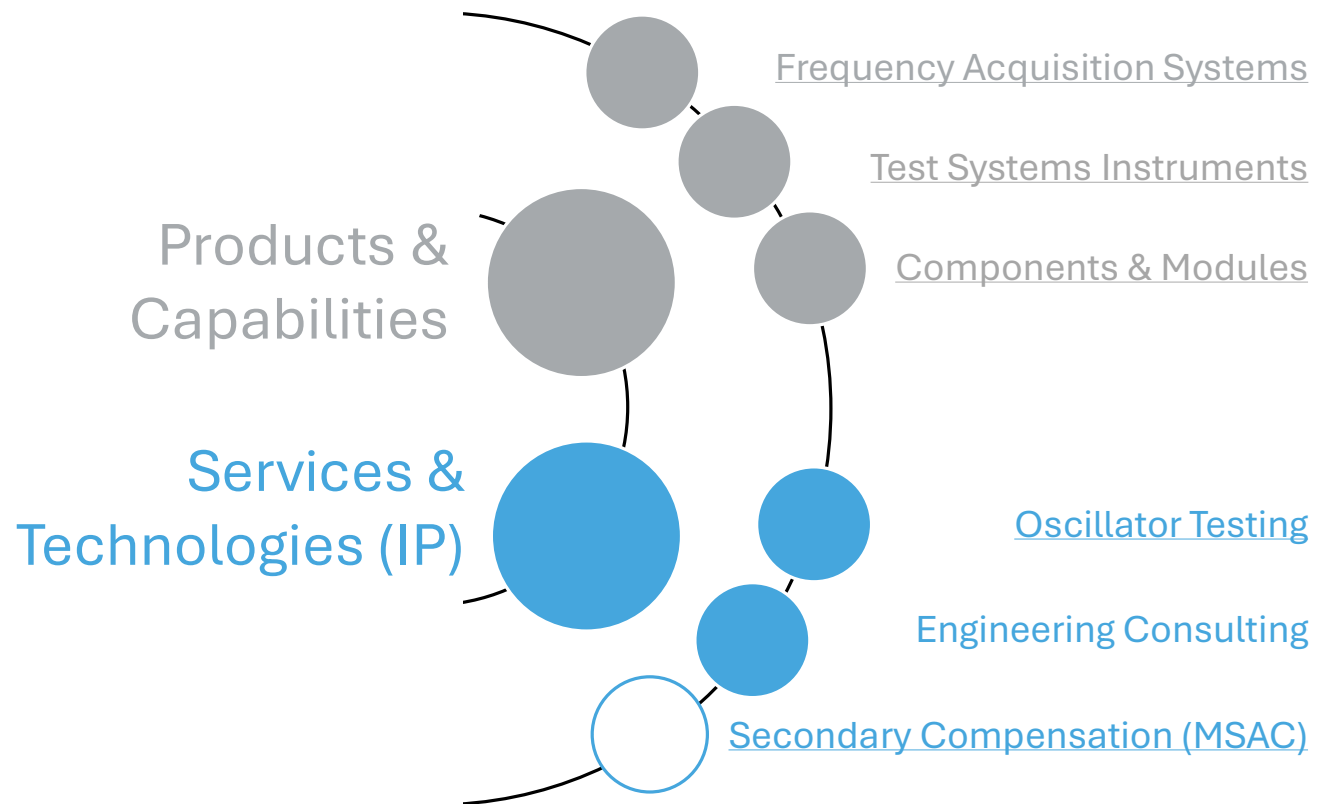 Products &
Capabilities
Frequency Acquisition Systems
Test Systems Instruments
Components & Modules
Services &
Technologies (IP)
Oscillator Testing
Engineering Consulting
Secondary Compensation (MSAC)